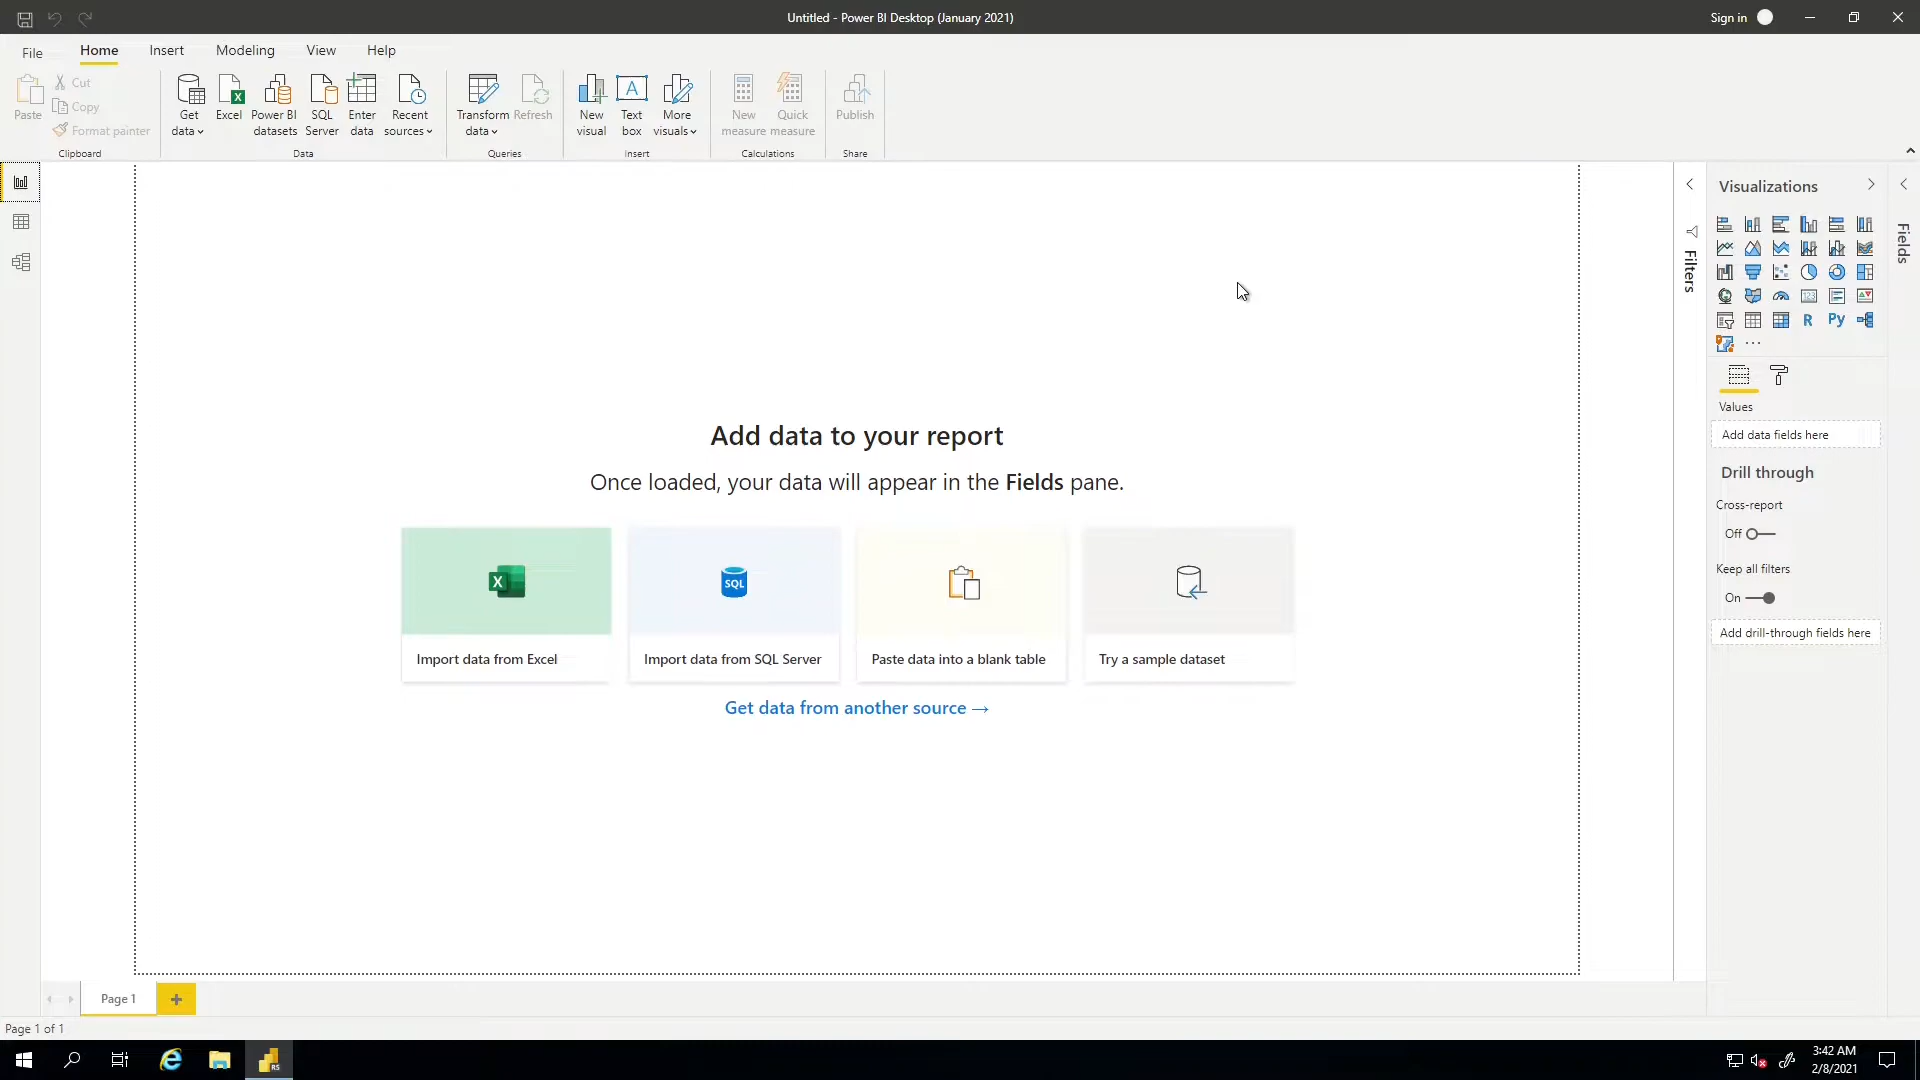 Untitled - Power BI Desktop (January 2021)
Sign in
File
Home
Insert
Modeling
View
Help
Paste
Cut
Copy
Format painter
Clipboard
Get
data
Excel
Power BI
datasets
SQL
Server
Enter
data
Recent
sources
Data
Transform
data
Refresh
Queries
New
visual
Text
box
More
visuals
Insert
New
measure
Quick
measure
Calculations
Publish
Share
Filters
Visualizations
Fields
123
R
Py
Values
Add data fields here
Drill through
Cross-report
Off
Keep all filters
On
Add drill-through fields here
Add data to your report
Once loaded, your data will appear in the Fields pane.
X
SQL
Import data from Excel
Import data from SQL Server
Paste data into a blank table
Try a sample dataset
Get data from another source →
Page 1
+
Page 1 of 1
RS
3:42 AM
2/8/2021